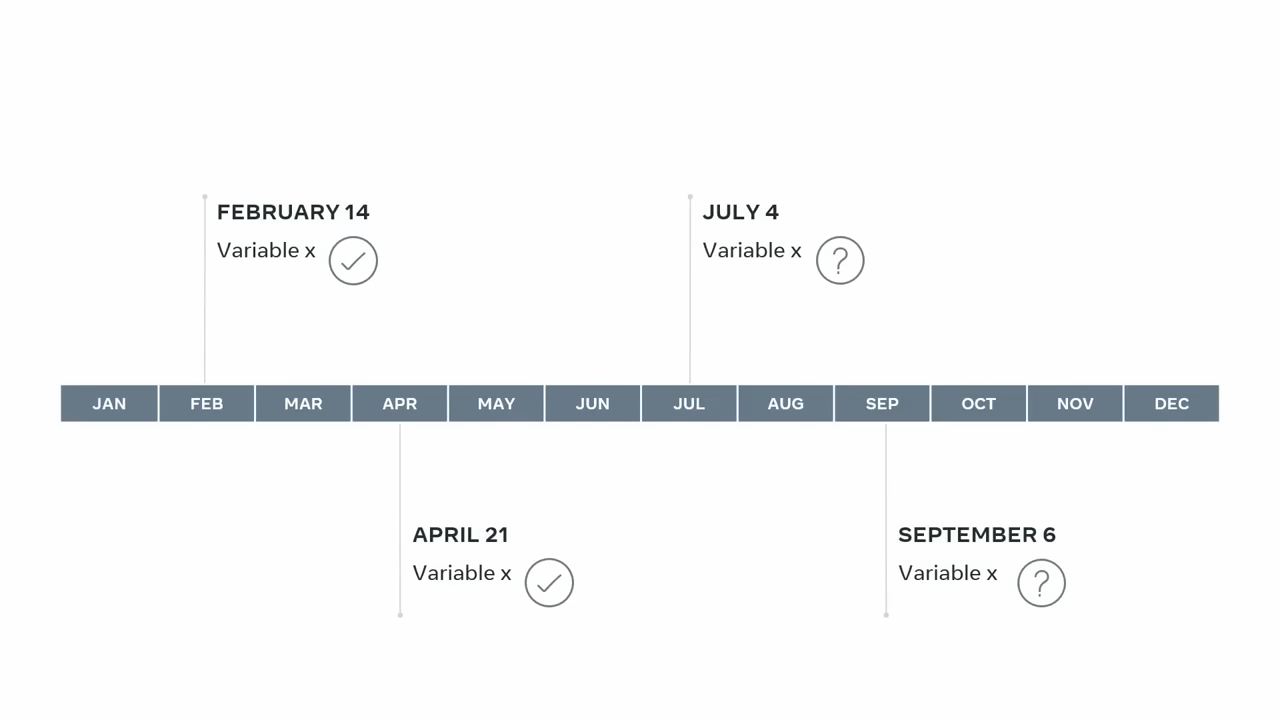 FEBRUARY 14
Variable x
JULY 4
Variable x
?
JAN
FEB
MAR
APR
MAY
JUN
JUL
AUG
SEP
OCT
NOV
DEC
APRIL 21
Variable x
SEPTEMBER 6
Variable x
?